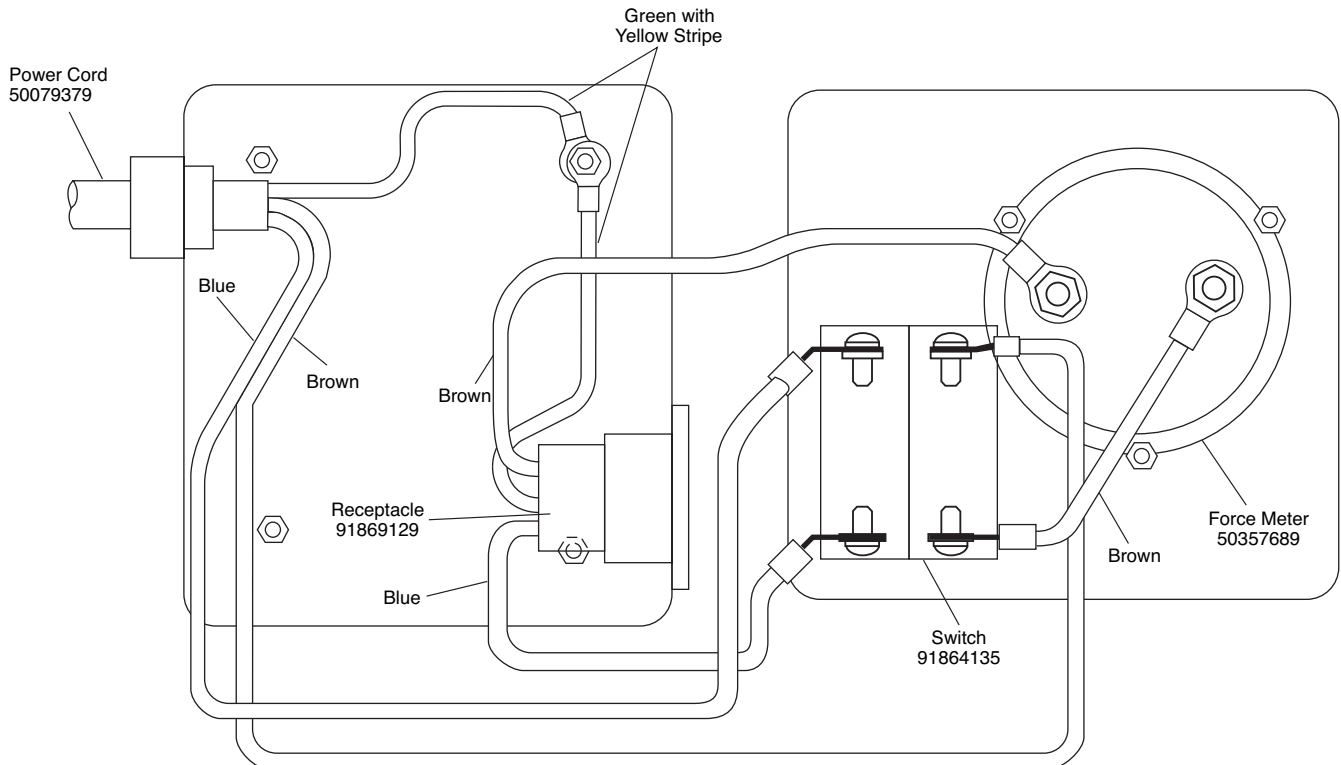 Green with
Yellow Stripe
Power Cord
50079379
Blue
Brown
Brown
Receptacle
91869129
Blue
Force Meter
50357689
Brown
Switch
91864135